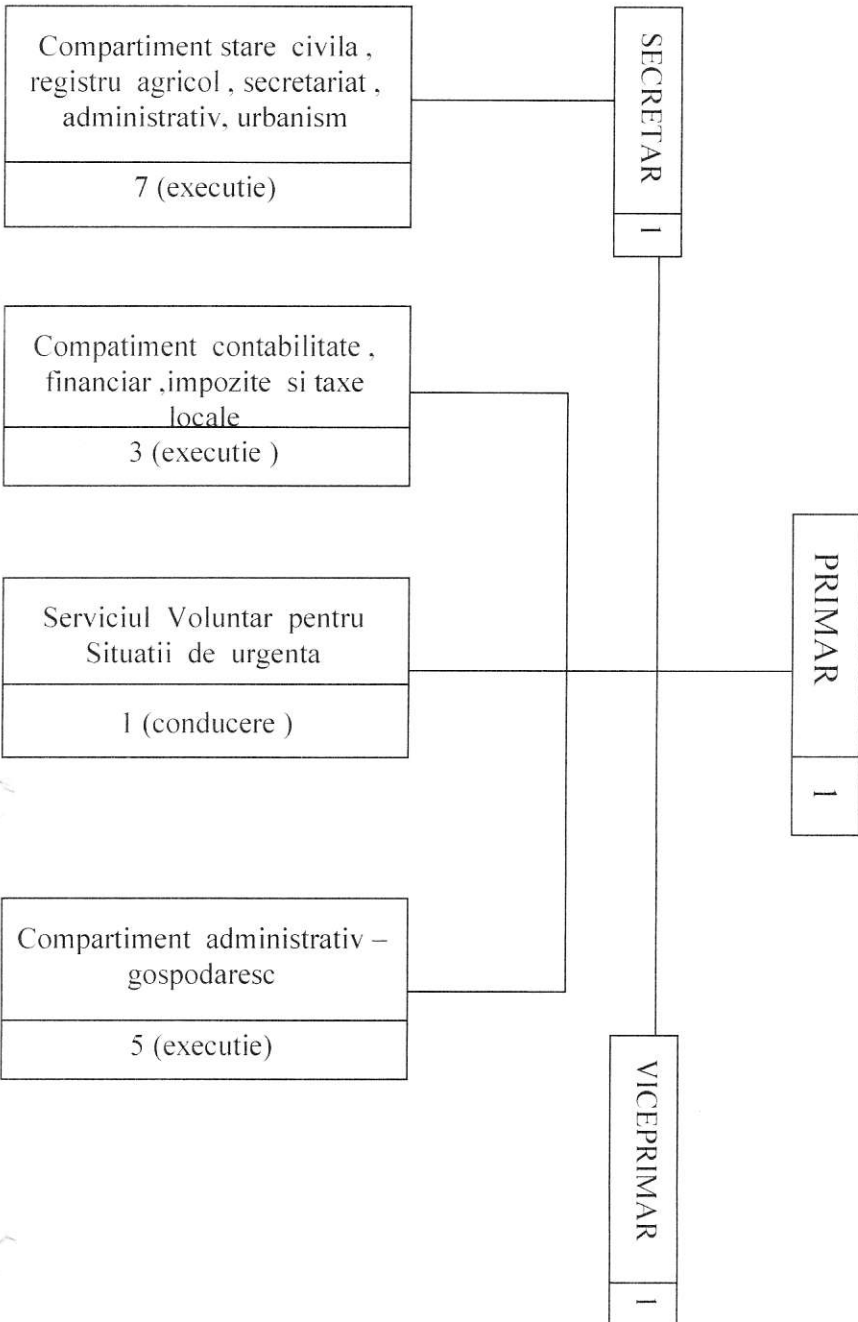 PRIMAR
1
SECRETAR
1
VICEPRIMAR
1
Compartiment stare civila ,
registru agricol , secretariat ,
administrativ, urbanism
7 (executie)
Compatiment contabilitate ,
financiar ,impozite si taxe
locale
3 (executie )
Serviciul Voluntar pentru
Situatii de urgenta
1 (conducere )
Compartiment administrativ –
gospodaresc
5 (executie)